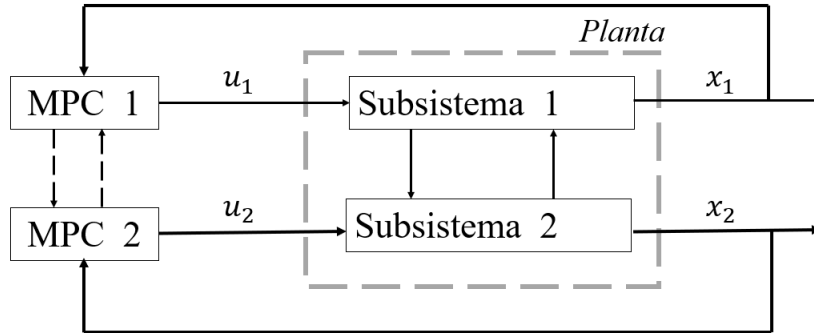 Planta
MPC 1
u₁
Subsistema 1
x₁
MPC 2
u₂
Subsistema 2
x₂